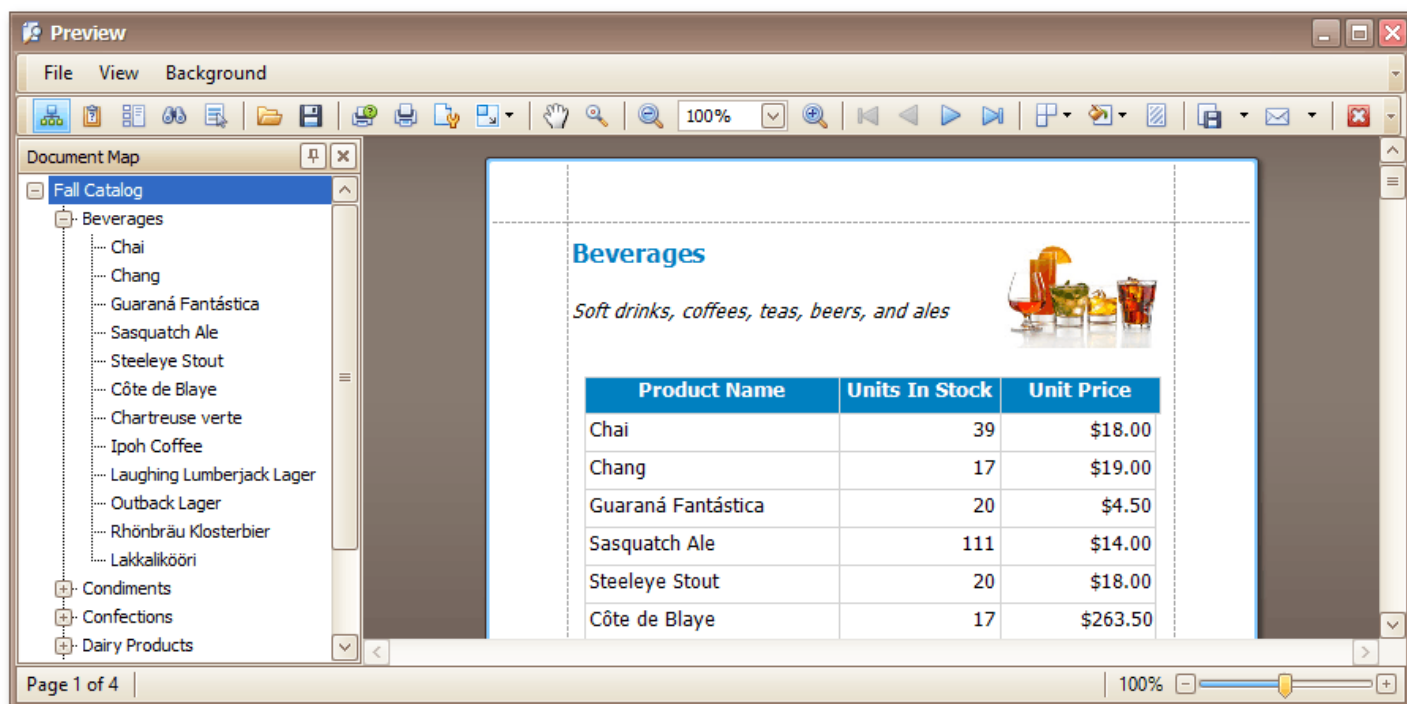 Preview
File View Background
100%
Document Map
Fall Catalog
Beverages
Chai
Chang
Guaraná Fantástica
Sasquatch Ale
Steeleye Stout
Côte de Blaye
Chartreuse verte
Ipoh Coffee
Laughing Lumberjack Lager
Outback Lager
Rhönbräu Klosterbier
Lakkalikööri
Condiments
Confections
Dairy Products
Beverages
Soft drinks, coffees, teas, beers, and ales
Product Name Units In Stock Unit Price
Chai 39 $18.00
Chang 17 $19.00
Guaraná Fantástica 20 $4.50
Sasquatch Ale 111 $14.00
Steeleye Stout 20 $18.00
Côte de Blaye 17 $263.50
Page 1 of 4 100%